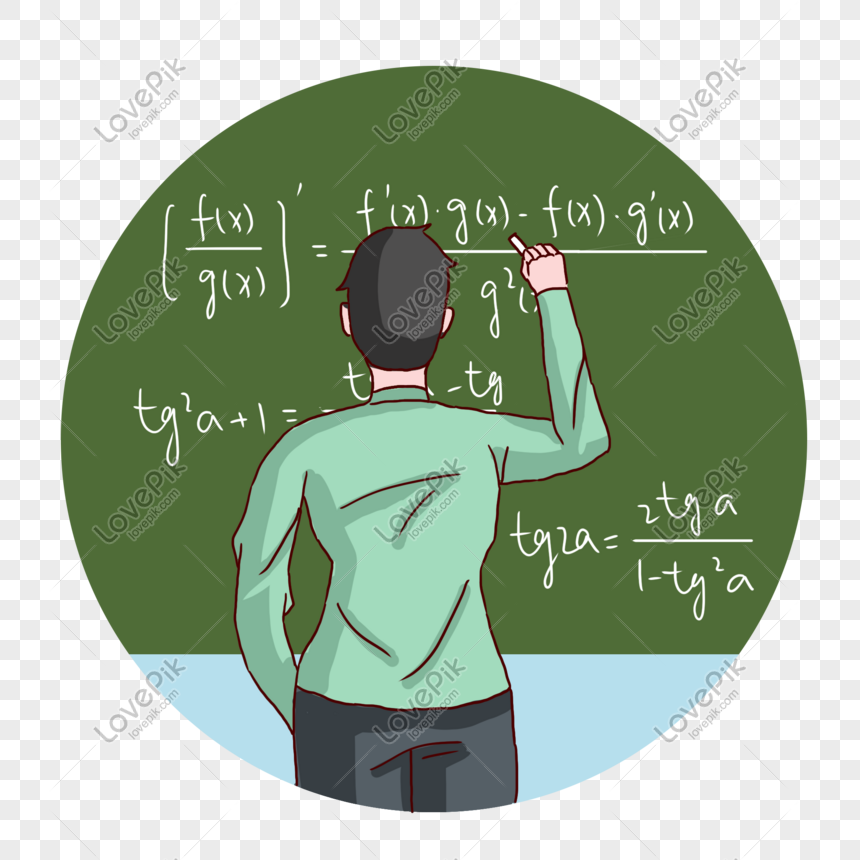 [f(x)/g(x)]' = f'(x)·g(x) - f(x)·g'(x)
g²(
tg²a+1=
-tg
tg2a= 2tga/1-tg²a
LovePik
lovepik.com